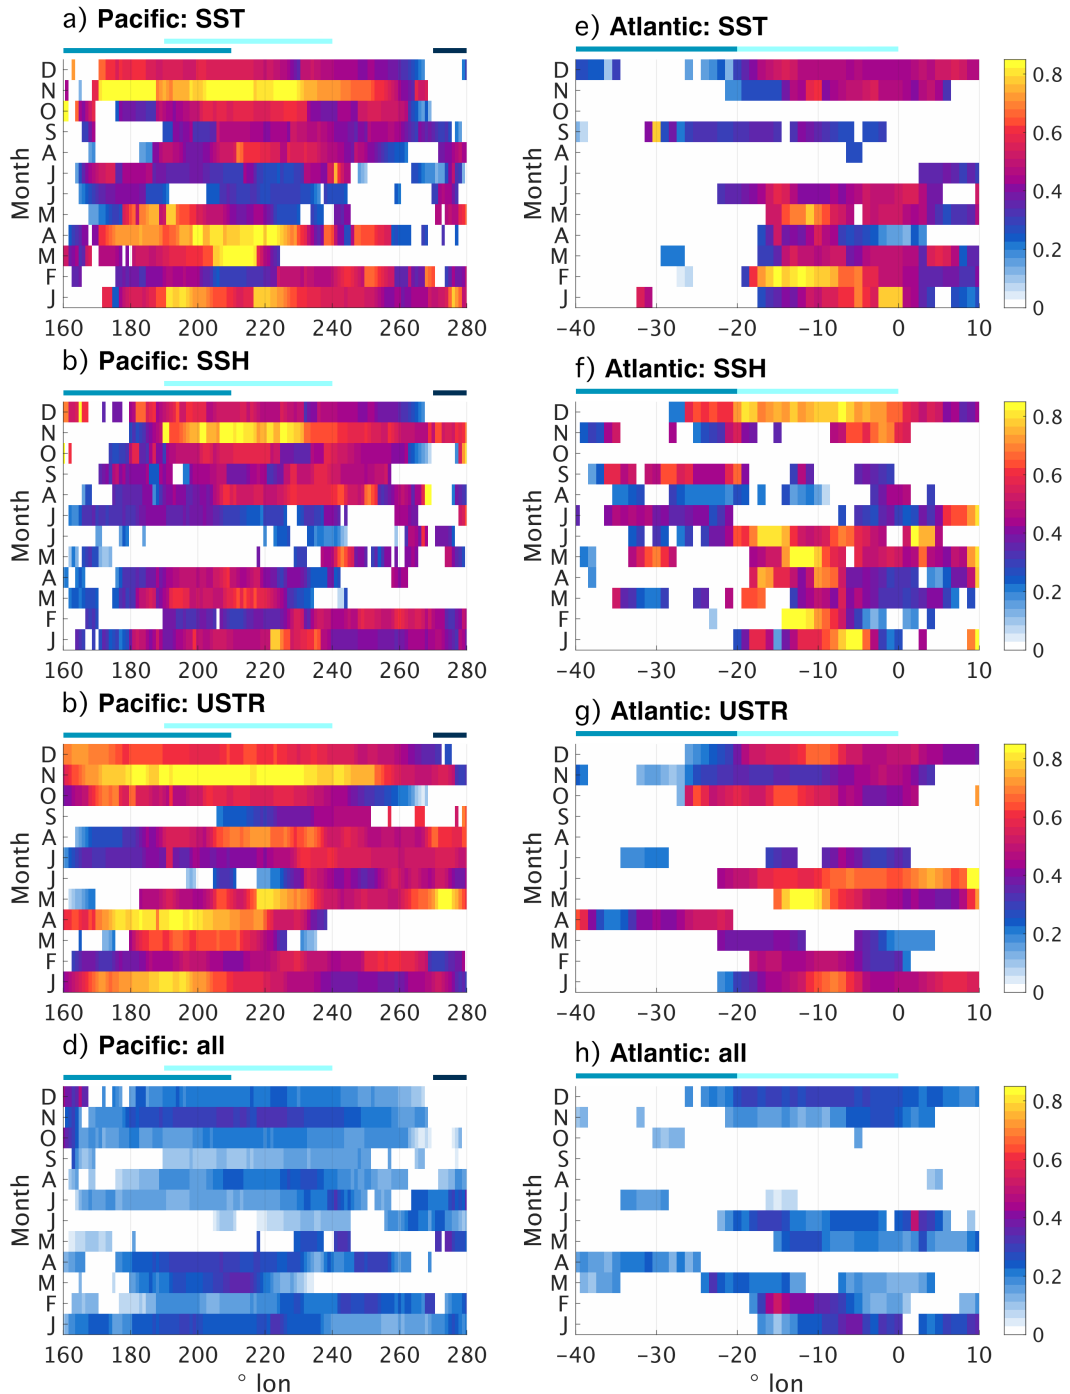 a) Pacific: SST
D
N
O
S
A
J
J
M
A
M
F
J
Month
160 180 200 220 240 260 280
e) Atlantic: SST
D
N
O
S
A
J
J
M
A
M
F
J
Month
-40 -30 -20 -10 0 10
0.8
0.6
0.4
0.2
0
b) Pacific: SSH
D
N
O
S
A
J
J
M
A
M
F
J
Month
160 180 200 220 240 260 280
f) Atlantic: SSH
D
N
O
S
A
J
J
M
A
M
F
J
Month
-40 -30 -20 -10 0 10
0.8
0.6
0.4
0.2
0
b) Pacific: USTR
D
N
O
S
A
J
J
M
A
M
F
J
Month
160 180 200 220 240 260 280
g) Atlantic: USTR
D
N
O
S
A
J
J
M
A
M
F
J
Month
-40 -30 -20 -10 0 10
0.8
0.6
0.4
0.2
0
d) Pacific: all
D
N
O
S
A
J
J
M
A
M
F
J
Month
160 180 200 220 240 260 280
° lon
h) Atlantic: all
D
N
O
S
A
J
J
M
A
M
F
J
Month
-40 -30 -20 -10 0 10
° lon
0.8
0.6
0.4
0.2
0